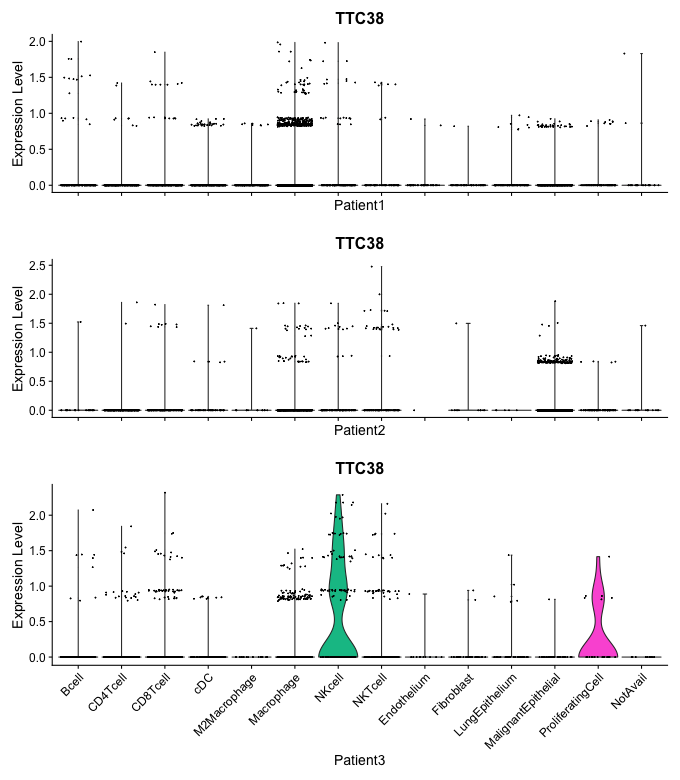 TTC38
2.0
1.5
1.0
0.5
0.0
Expression Level
Patient1
TTC38
2.5
2.0
1.5
1.0
0.5
0.0
Expression Level
Patient2
TTC38
2.0
1.5
1.0
0.5
0.0
Expression Level
Bcell
CD4Tcell
CD8Tcell
cDC
M2Macrophage
Macrophage
NKcell
NKTcell
Endothelium
Fibroblast
LungEpithelium
MalignantEpithelial
ProliferatingCell
NotAvail
Patient3